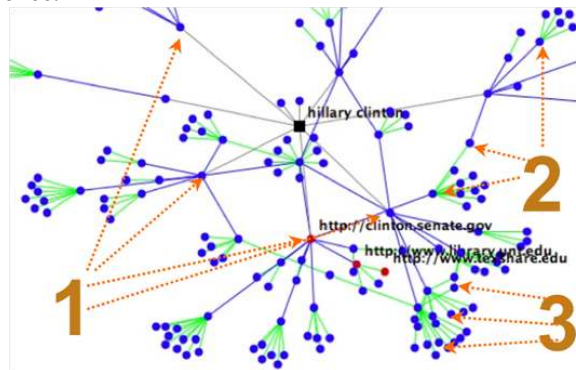 hillary clinton
2
http://clinton.senate.gov
http://www.library.unt.edu
http://www.texshare.edu
1
3